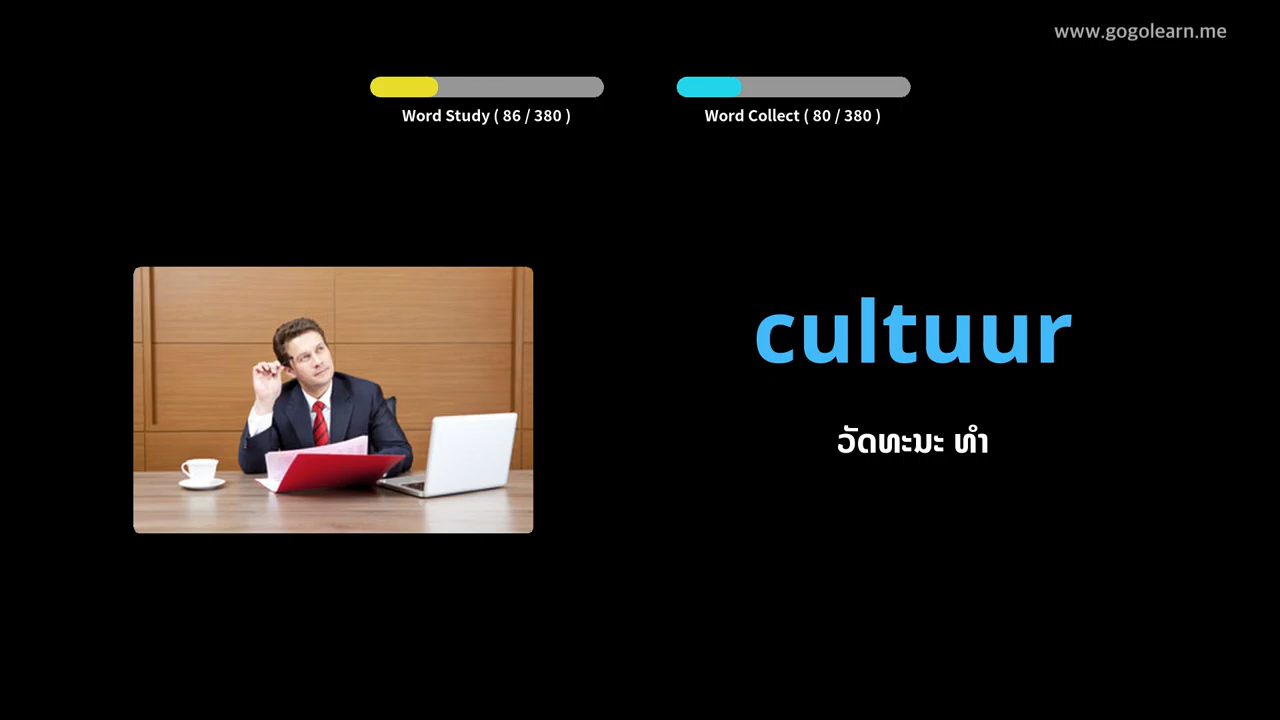 www.gogolearn.me
Word Study ( 86 / 380 )
Word Collect ( 80 / 380 )
cultuur
ວັດທະນະ ທຳ